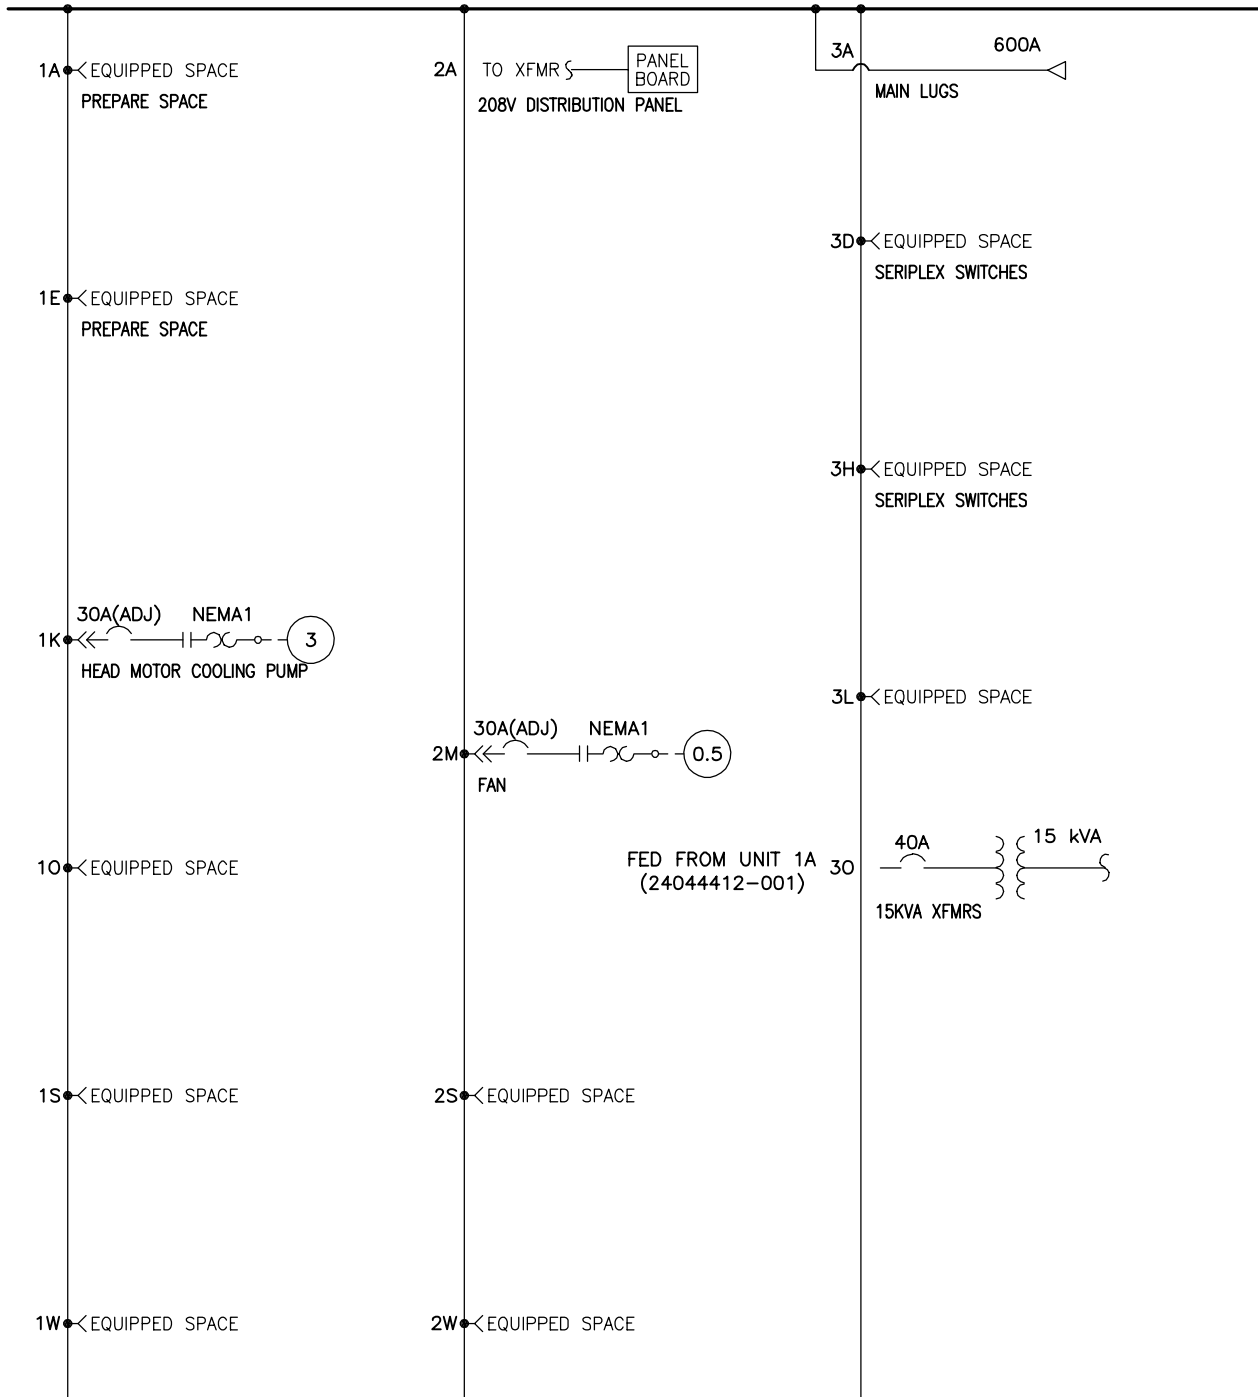 1A EQUIPPED SPACE
PREPARE SPACE
1E EQUIPPED SPACE
PREPARE SPACE
30A(ADJ) NEMA1
1K 3
HEAD MOTOR COOLING PUMP
1O EQUIPPED SPACE
1S EQUIPPED SPACE
1W EQUIPPED SPACE
2A TO XFMR PANEL
BOARD
208V DISTRIBUTION PANEL
30A(ADJ) NEMA1
2M 0.5
FAN
2S EQUIPPED SPACE
2W EQUIPPED SPACE
3A 600A
MAIN LUGS
3D EQUIPPED SPACE
SERIPLEX SWITCHES
3H EQUIPPED SPACE
SERIPLEX SWITCHES
3L EQUIPPED SPACE
40A 15 kVA
FED FROM UNIT 1A 3O
(24044412-001)
15KVA XFMRS